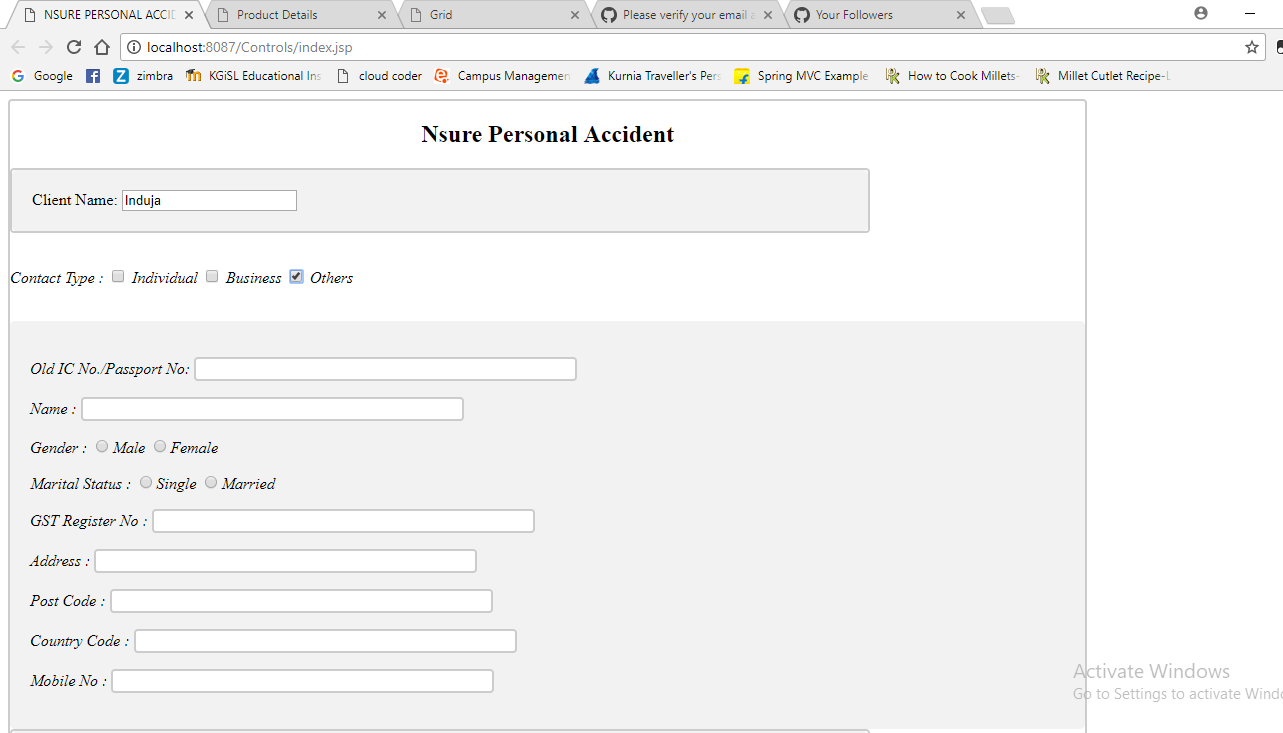 NSURE PERSONAL ACCID
Product Details
Grid
Please verify your email a
Your Followers
localhost:8087/Controls/index.jsp
Google
zimbra
KGiSL Educational Ins
cloud coder
Campus Managemen
Kurnia Traveller's Pers
Spring MVC Example
How to Cook Millets-
Millet Cutlet Recipe-L
Nsure Personal Accident
Client Name: Induja
Contact Type : Individual Business Others
Old IC No./Passport No:
Name :
Gender : Male Female
Marital Status : Single Married
GST Register No :
Address :
Post Code :
Country Code :
Mobile No :
Activate Windows
Go to Settings to activate Windo